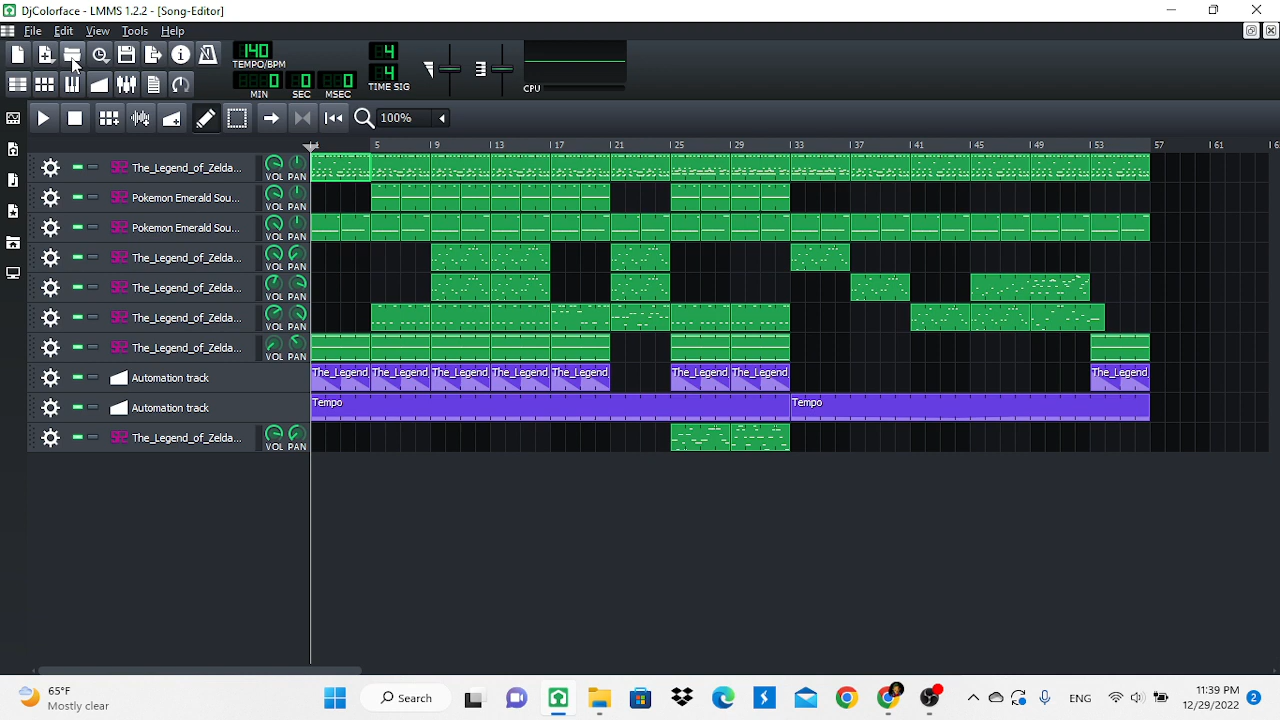 DjColorface - LMMS 1.2.2 - [Song-Editor]
File Edit View Tools Help
140
TEMPO/BPM
0 0 0
MIN SEC MSEC
4
4
TIME SIG
CPU
100%
5 9 13 17 21 25 29 33 37 41 45 49 53 57 61
The_Legend_of_Zelda... VOL PAN
Pokemon Emerald Sou... VOL PAN
Pokemon Emerald Sou... VOL PAN
The_Legend_of_Zelda... VOL PAN
The_Legend_of_Zelda... VOL PAN
The_Legend_of_Zelda... VOL PAN
The_Legend_of_Zelda... VOL PAN
Automation track The_Legend The_Legend The_Legend The_Legend The_Legend The_Legend The_Legend The_Legend
Automation track Tempo Tempo
The_Legend_of_Zelda... VOL PAN
65°F
Mostly clear
Search
ENG
11:39 PM
12/29/2022
2